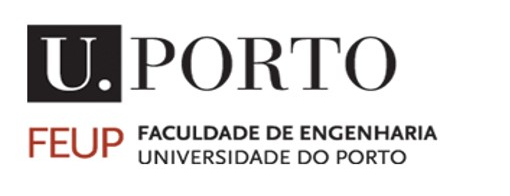 U. PORTO
FEUP FACULDADE DE ENGENHARIA
UNIVERSIDADE DO PORTO